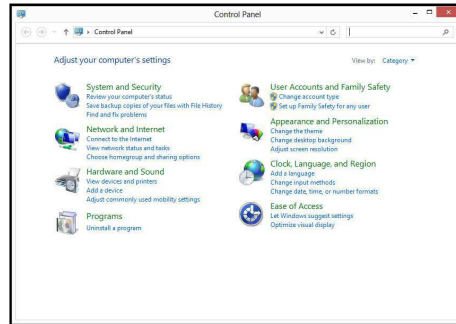 Control Panel
Control Panel
Adjust your computer's settings
View by: Category
System and Security
Review your computer's status
Save backup copies of your files with File History
Find and fix problems
Network and Internet
Connect to the Internet
View network status and tasks
Choose homegroup and sharing options
Hardware and Sound
View devices and printers
Add a device
Adjust commonly used mobility settings
Programs
Uninstall a program
User Accounts and Family Safety
Change account type
Set up Family Safety for any user
Appearance and Personalization
Change the theme
Change desktop background
Adjust screen resolution
Clock, Language, and Region
Add a language
Change input methods
Change date, time, or number formats
Ease of Access
Let Windows suggest settings
Optimize visual display